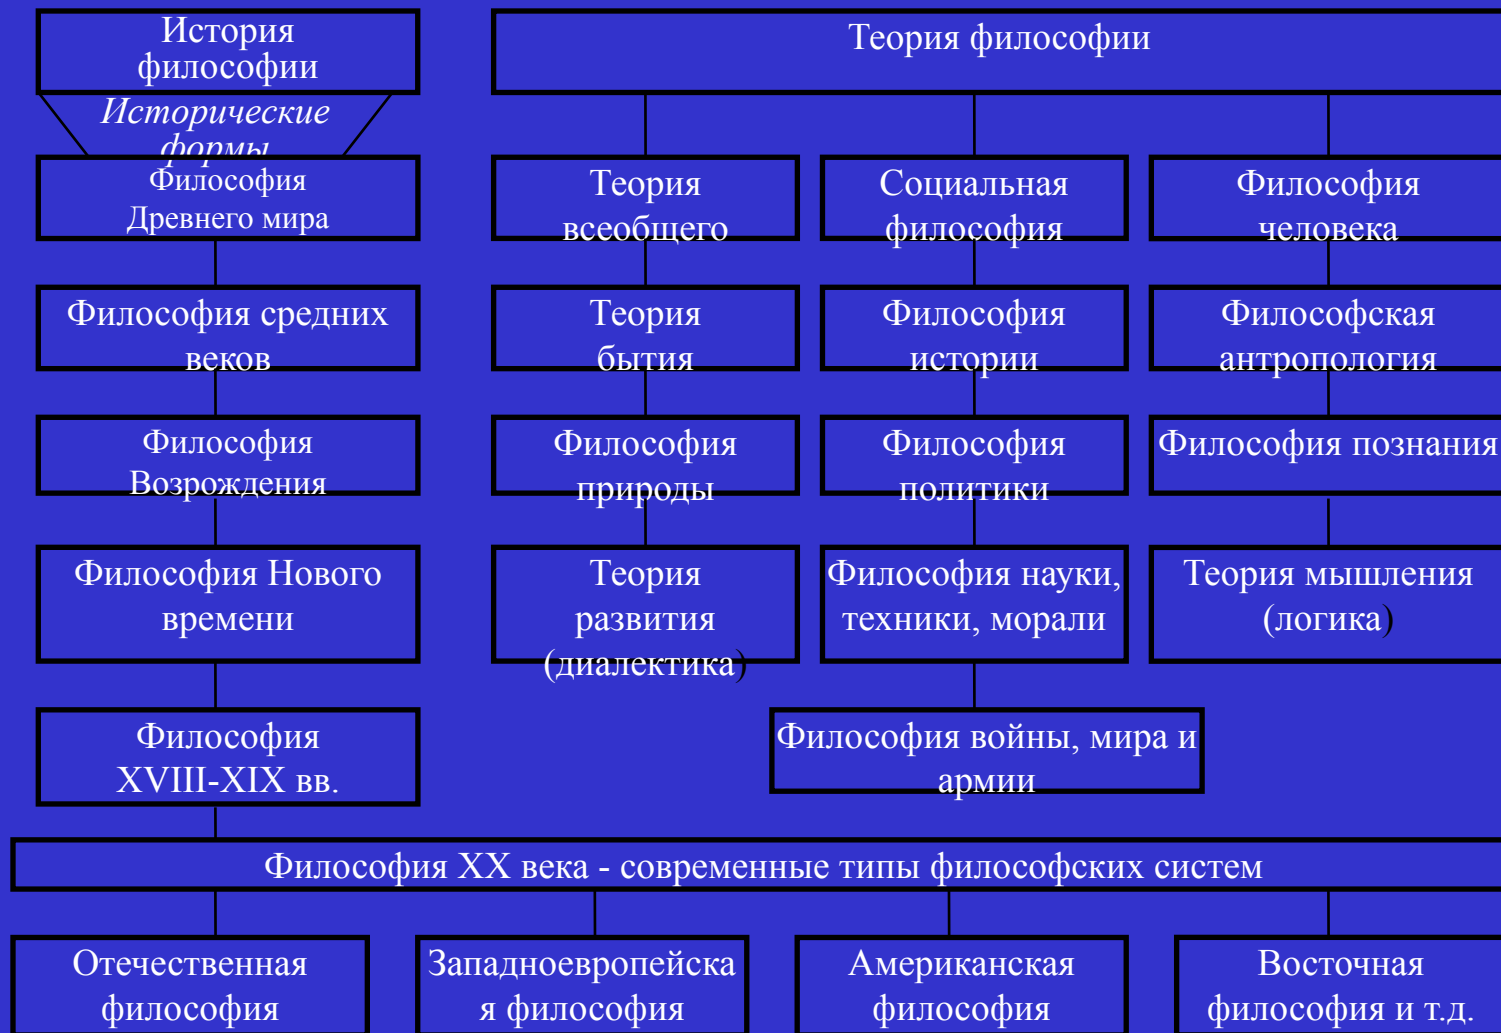 История
философии
Теория философии
Исторические
формы
Философия
Древнего мира
Теория
всеобщего
Социальная
философия
Философия
человека
Философия средних
веков
Теория
бытия
Философия
истории
Философская
антропология
Философия
Возрождения
Философия
природы
Философия
политики
Философия познания
Философия Нового
времени
Теория
развития
(диалектика)
Философия науки,
техники, морали
Теория мышления
(логика)
Философия
XVIII-XIX вв.
Философия войны, мира и
армии
Философия XX века - современные типы философских систем
Отечественная
философия
Западноевропейска
я философия
Американская
философия
Восточная
философия и т.д.